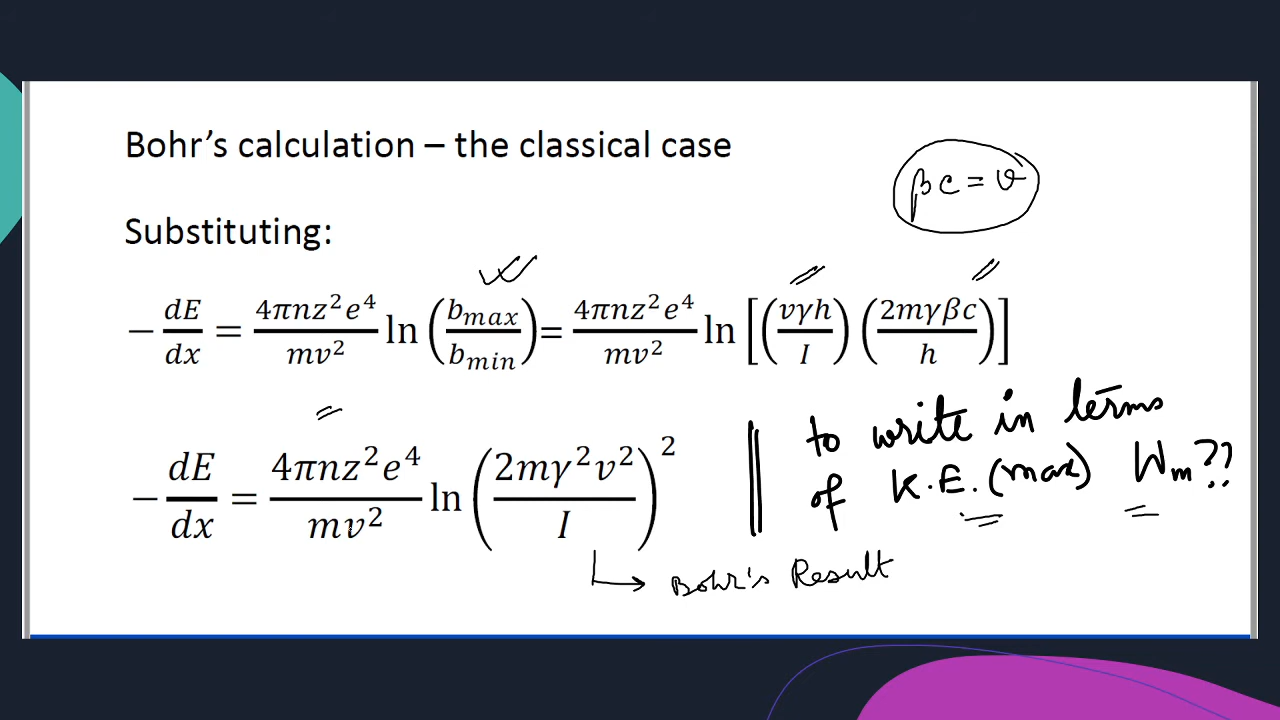 Bohr’s calculation – the classical case
βc = v
Substituting:
−dE/dx = 4πnz²e⁴/mv² ln(b_max/b_min) = 4πnz²e⁴/mv² ln[(vγh/I)(2mγβc/h)]
−dE/dx = 4πnz²e⁴/mv² ln(2mγ²v²/I)²
to write in terms
of K.E. (max) Wm??
Bohr's Result